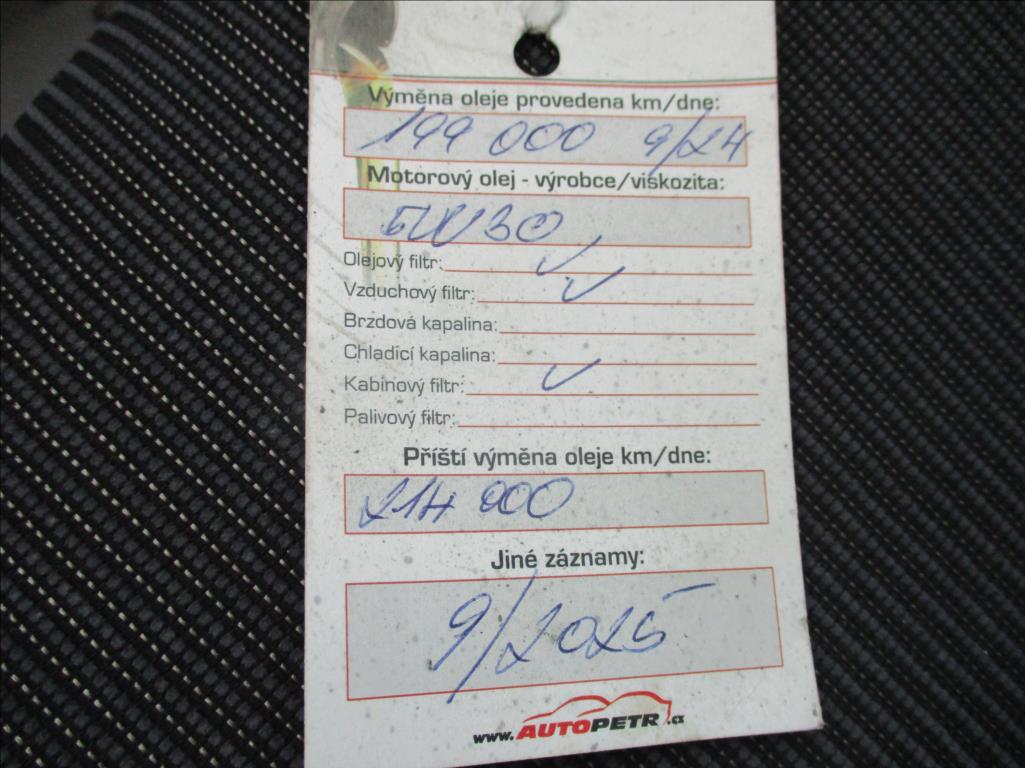 Výměna oleje provedena km/dne:
199 000 9/24
Motorový olej - výrobce/viskozita:
5W30
Olejový filtr: ✓
Vzduchový filtr: ✓
Brzdová kapalina:
Chladící kapalina:
Kabinový filtr: ✓
Palivový filtr:
Příští výměna oleje km/dne:
214 000
Jiné záznamy:
9/2025
www.AUTOPETR.cz